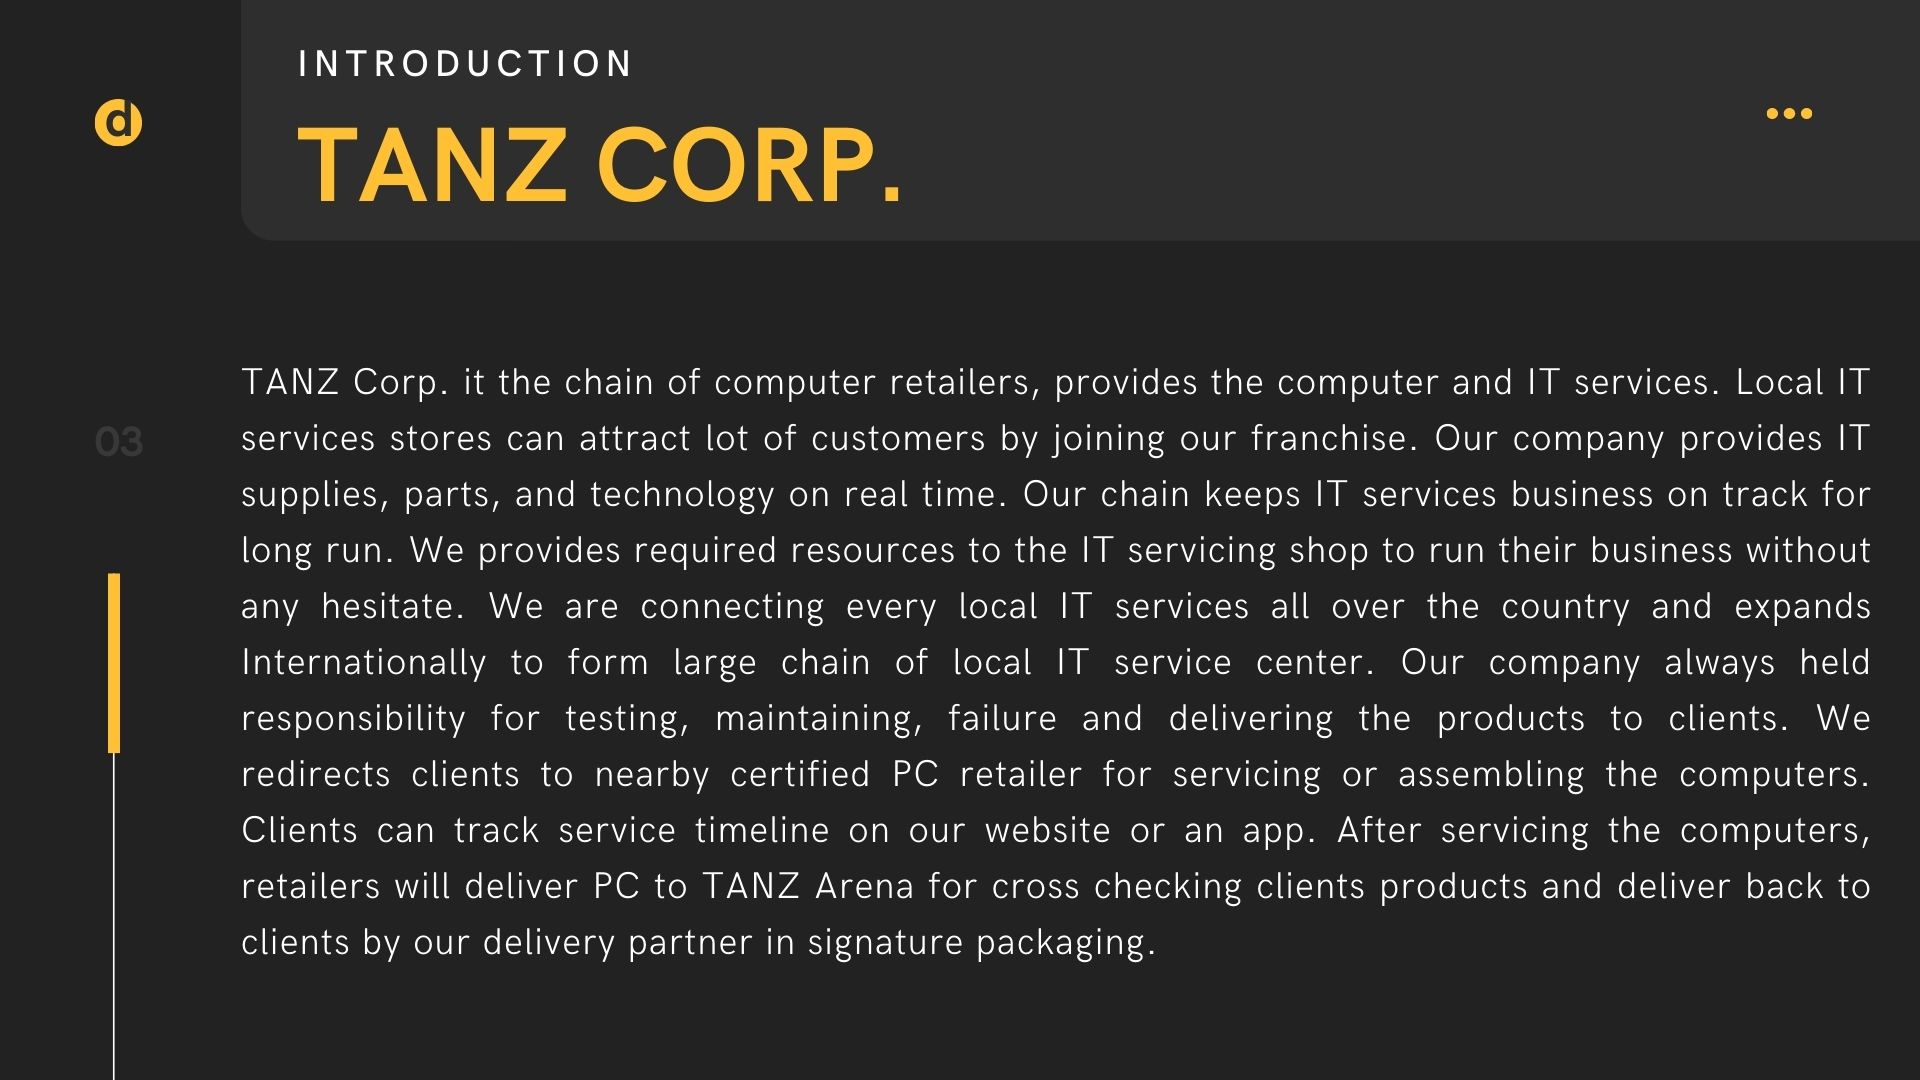 INTRODUCTION
d
TANZ CORP.
TANZ Corp. it the chain of computer retailers, provides the computer and IT services. Local IT
03
services stores can attract lot of customers by joining our franchise. Our company provides IT
supplies, parts, and technology on real time. Our chain keeps IT services business on track for
long run. We provides required resources to the IT servicing shop to run their business without
any hesitate. We are connecting every local IT services all over the country and expands
Internationally to form large chain of local IT service center. Our company always held
responsibility for testing, maintaining, failure and delivering the products to clients. We
redirects clients to nearby certified PC retailer for servicing or assembling the computers.
Clients can track service timeline on our website or an app. After servicing the computers,
retailers will deliver PC to TANZ Arena for cross checking clients products and deliver back to
clients by our delivery partner in signature packaging.